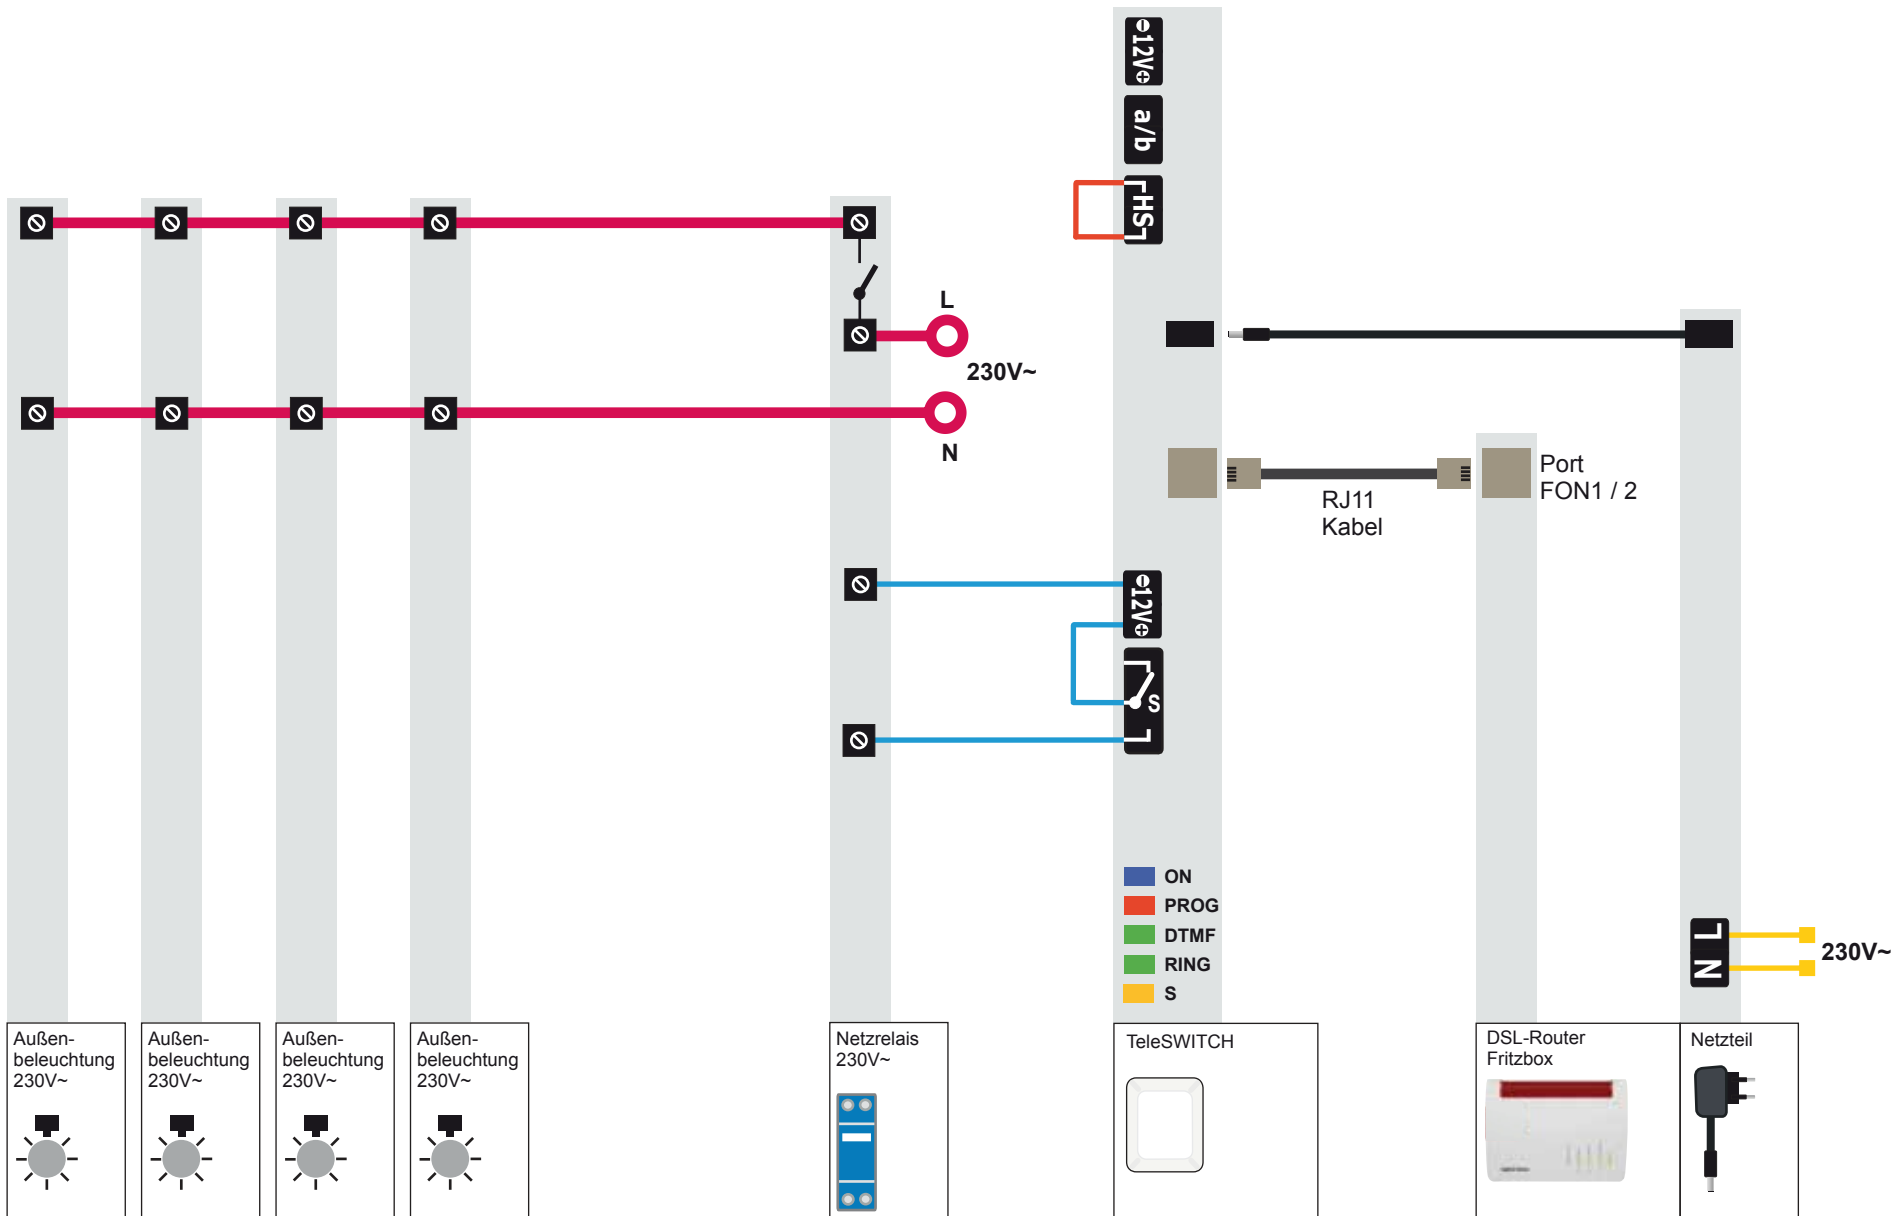 ⊖12V⊕
a/b
HS
L
230V~
N
Port
FON1 / 2
RJ11
Kabel
⊖12V⊕
S
ON
PROG
DTMF
RING
S
N L
230V~
Außen-
beleuchtung
230V~
Außen-
beleuchtung
230V~
Außen-
beleuchtung
230V~
Außen-
beleuchtung
230V~
Netzrelais
230V~
TeleSWITCH
DSL-Router
Fritzbox
Netzteil